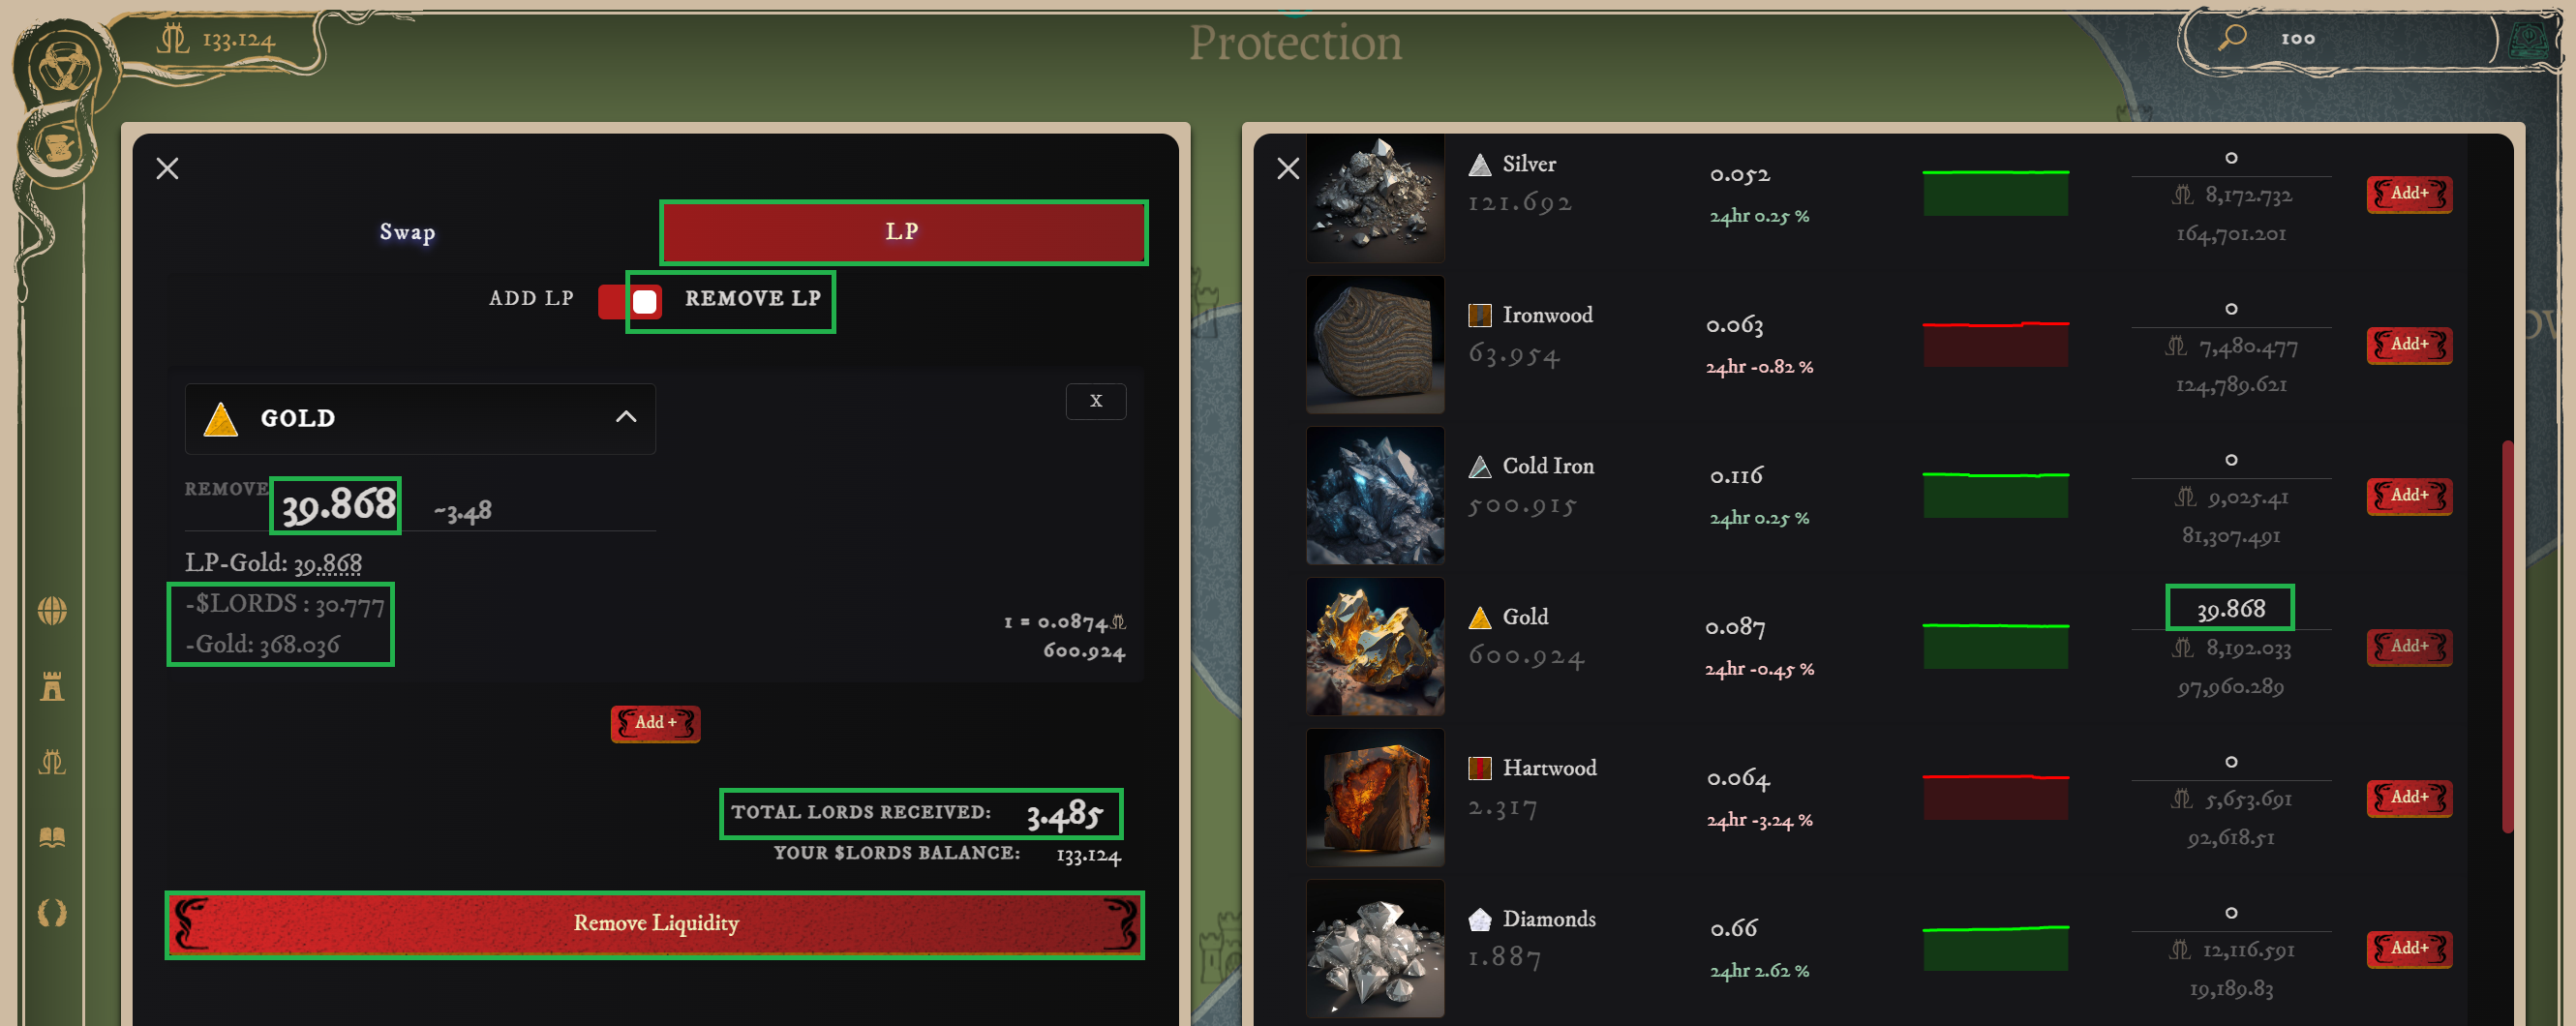 133.124
Protection
100
Swap
LP
ADD LP
REMOVE LP
GOLD
X
REMOVE
39.868
~3.48
LP-Gold: 39.868
-$LORDS : 30.777
-Gold: 368.036
1 = 0.0874
600.924
Add +
TOTAL LORDS RECEIVED: 3.485
YOUR $LORDS BALANCE: 133.124
Remove Liquidity
Silver
121.692
0.052
24hr 0.25 %
0
8,172.732
164,701.201
Add+
Ironwood
63.954
0.063
24hr -0.82 %
0
7,480.477
124,789.621
Add+
Cold Iron
500.915
0.116
24hr 0.25 %
0
9,025.41
81,307.491
Add+
Gold
600.924
0.087
24hr -0.45 %
39.868
8,192.033
97,960.289
Add+
Hartwood
2.317
0.064
24hr -3.24 %
0
5,653.691
92,618.51
Add+
Diamonds
1.887
0.66
24hr 2.62 %
0
12,116.591
19,189.83
Add+